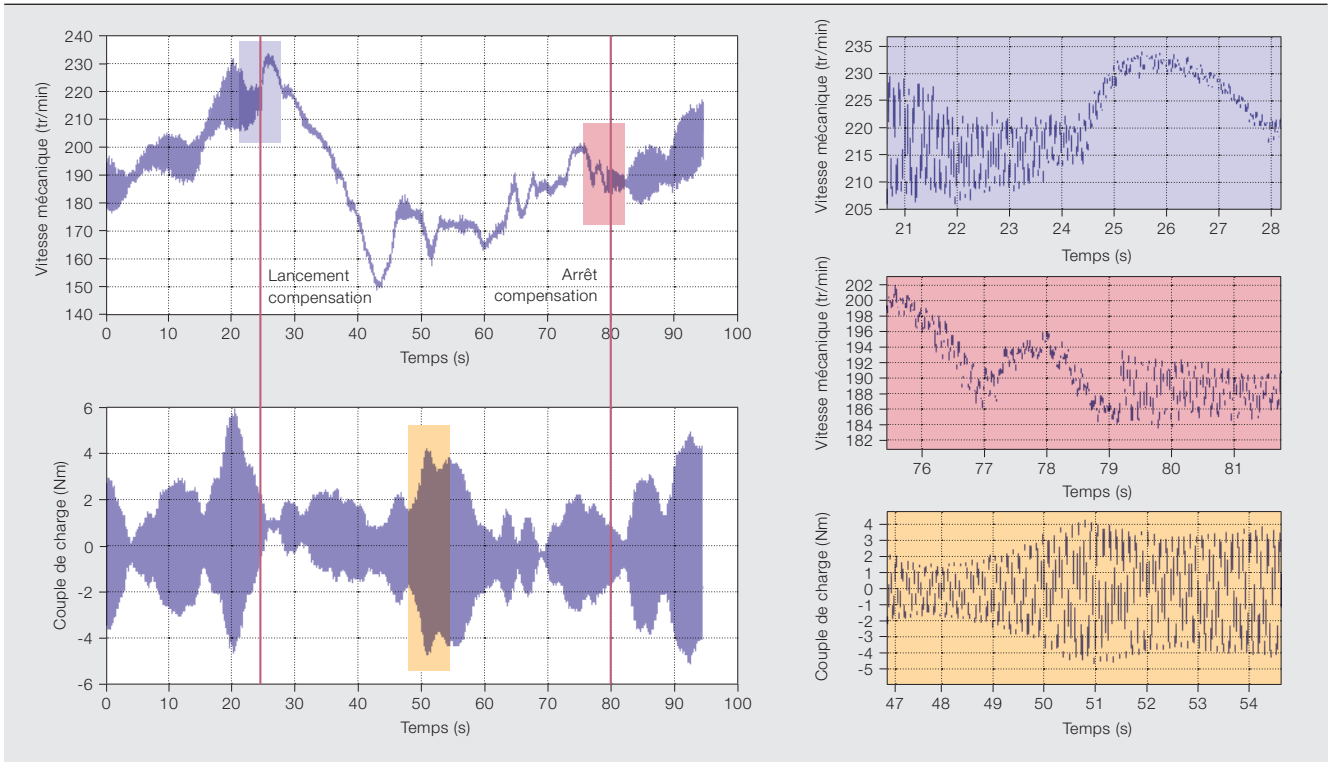 Vitesse mécanique (tr/min)
240
230
220
210
200
190
180
170
160
150
140
Lancement
compensation
Arrêt
compensation
0 10 20 30 40 50 60 70 80 90 100
Temps (s)
Couple de charge (Nm)
6
4
2
0
-2
-4
-6
0 10 20 30 40 50 60 70 80 90 100
Temps (s)
Vitesse mécanique (tr/min)
235
230
225
220
215
210
205
21 22 23 24 25 26 27 28
Temps (s)
Vitesse mécanique (tr/min)
202
200
198
196
194
192
190
188
186
184
182
76 77 78 79 80 81
Temps (s)
Couple de charge (Nm)
4
3
2
1
0
-1
-2
-3
-4
-5
47 48 49 50 51 52 53 54
Temps (s)